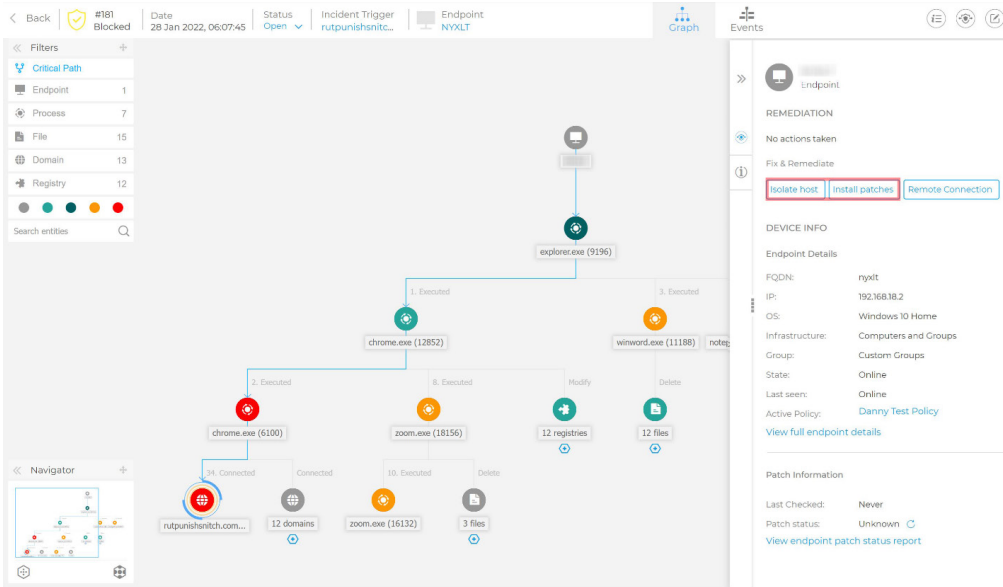 Back
#181
Blocked
Date
28 Jan 2022, 06:07:45
Status
Open
Incident Trigger
rutpunishsnitc...
Endpoint
NYXLT
Graph
Events
Filters
Critical Path
Endpoint 1
Process 7
File 15
Domain 13
Registry 12
Search entities
explorer.exe (9196)
1. Executed
3. Executed
chrome.exe (12852)
winword.exe (11188)
note
2. Executed
8. Executed
Modify
Delete
chrome.exe (6100)
zoom.exe (18156)
12 registries
12 files
34. Connected
Connected
10. Executed
Delete
rutpunishsnitch.com...
12 domains
zoom.exe (16132)
3 files
Navigator
Endpoint
REMEDIATION
No actions taken
Fix & Remediate
Isolate host
Install patches
Remote Connection
DEVICE INFO
Endpoint Details
FQDN: nyxlt
IP: 192.168.18.2
OS: Windows 10 Home
Infrastructure: Computers and Groups
Group: Custom Groups
State: Online
Last seen: Online
Active Policy: Danny Test Policy
View full endpoint details
Patch Information
Last Checked: Never
Patch status: Unknown
View endpoint patch status report